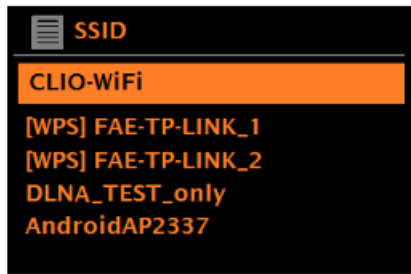 SSID
CLIO-WiFi
[WPS] FAE-TP-LINK_1
[WPS] FAE-TP-LINK_2
DLNA_TEST_only
AndroidAP2337